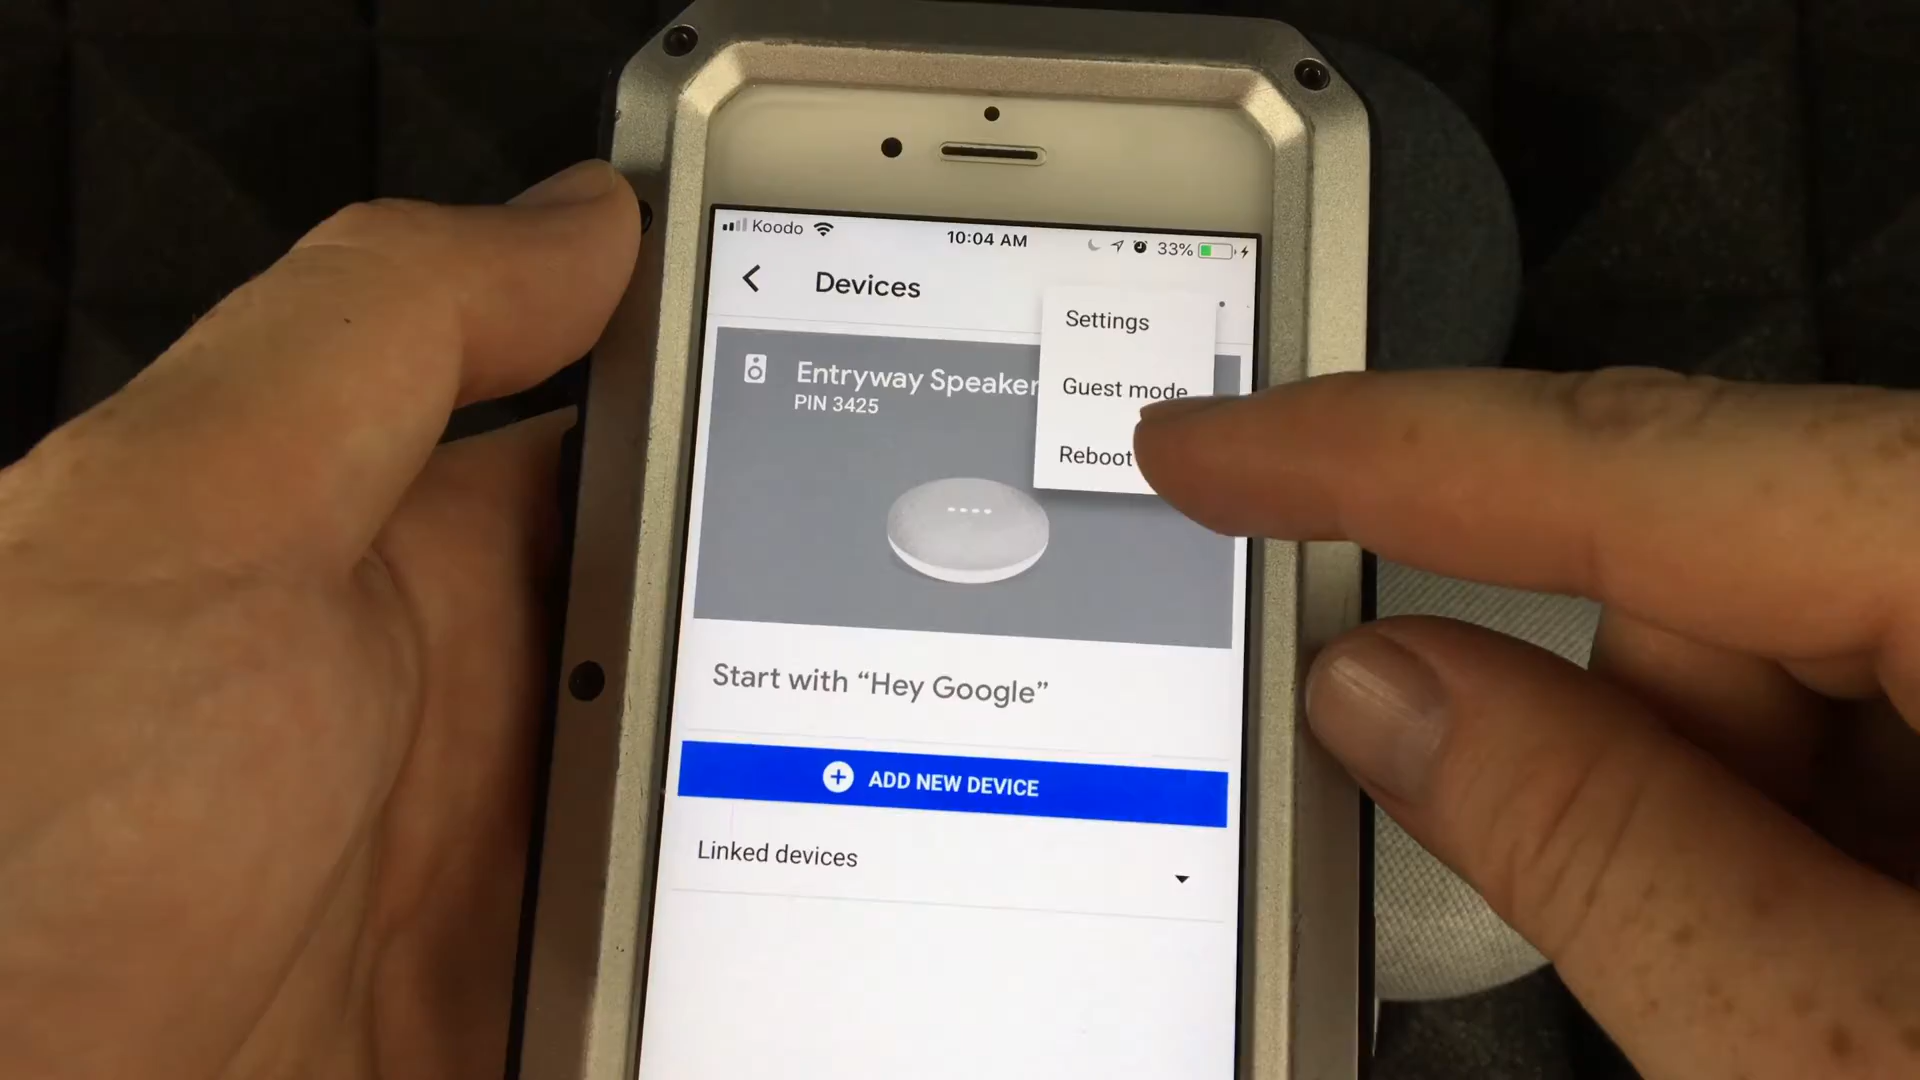 Koodo
10:04 AM
33%
Devices
Settings
Entryway Speaker
PIN 3425
Guest mode
Reboot
Start with “Hey Google”
ADD NEW DEVICE
Linked devices